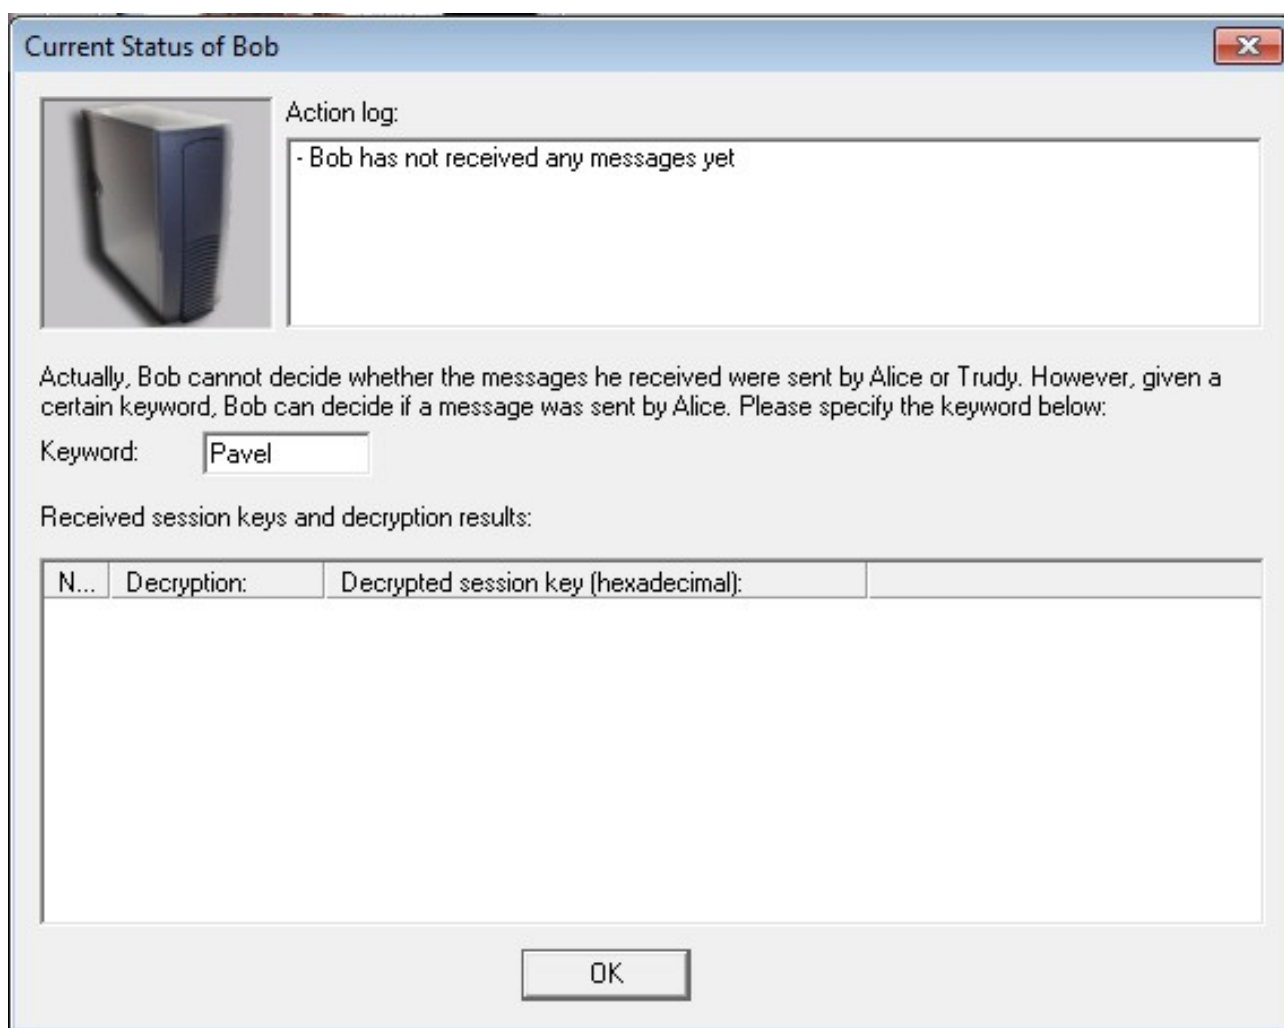 Current Status of Bob
Action log:
- Bob has not received any messages yet
Actually, Bob cannot decide whether the messages he received were sent by Alice or Trudy. However, given a
certain keyword, Bob can decide if a message was sent by Alice. Please specify the keyword below:
Keyword: Pavel
Received session keys and decryption results:
N... Decryption: Decrypted session key (hexadecimal):
OK